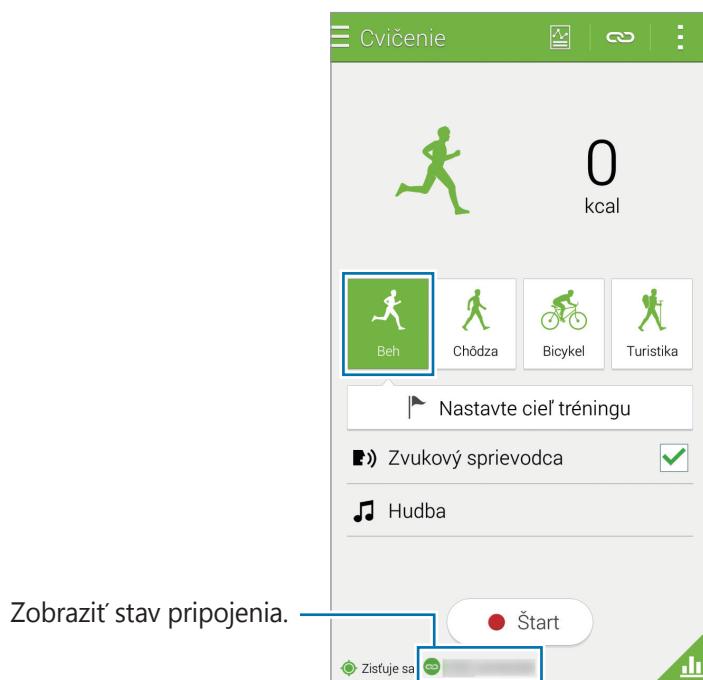 Cvičenie
0
kcal
Beh
Chôdza
Bicykel
Turistika
Nastavte cieľ tréningu
Zvukový sprievodca
Hudba
Zobraziť stav pripojenia.
Štart
Zisťuje sa